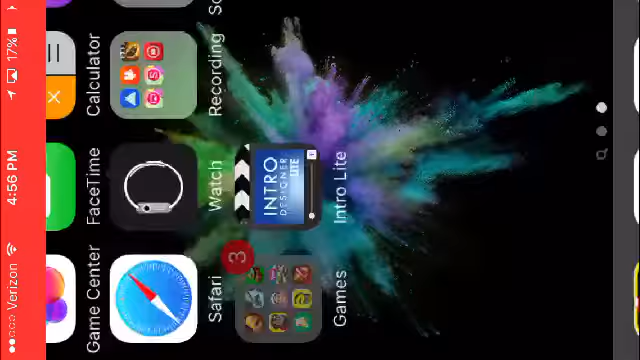 Verizon
4:56 PM
17%
Game Center
FaceTime
Calculator
Safari
Watch
Recording
3
Games
INTRO
DESIGNER
LITE
Intro Lite